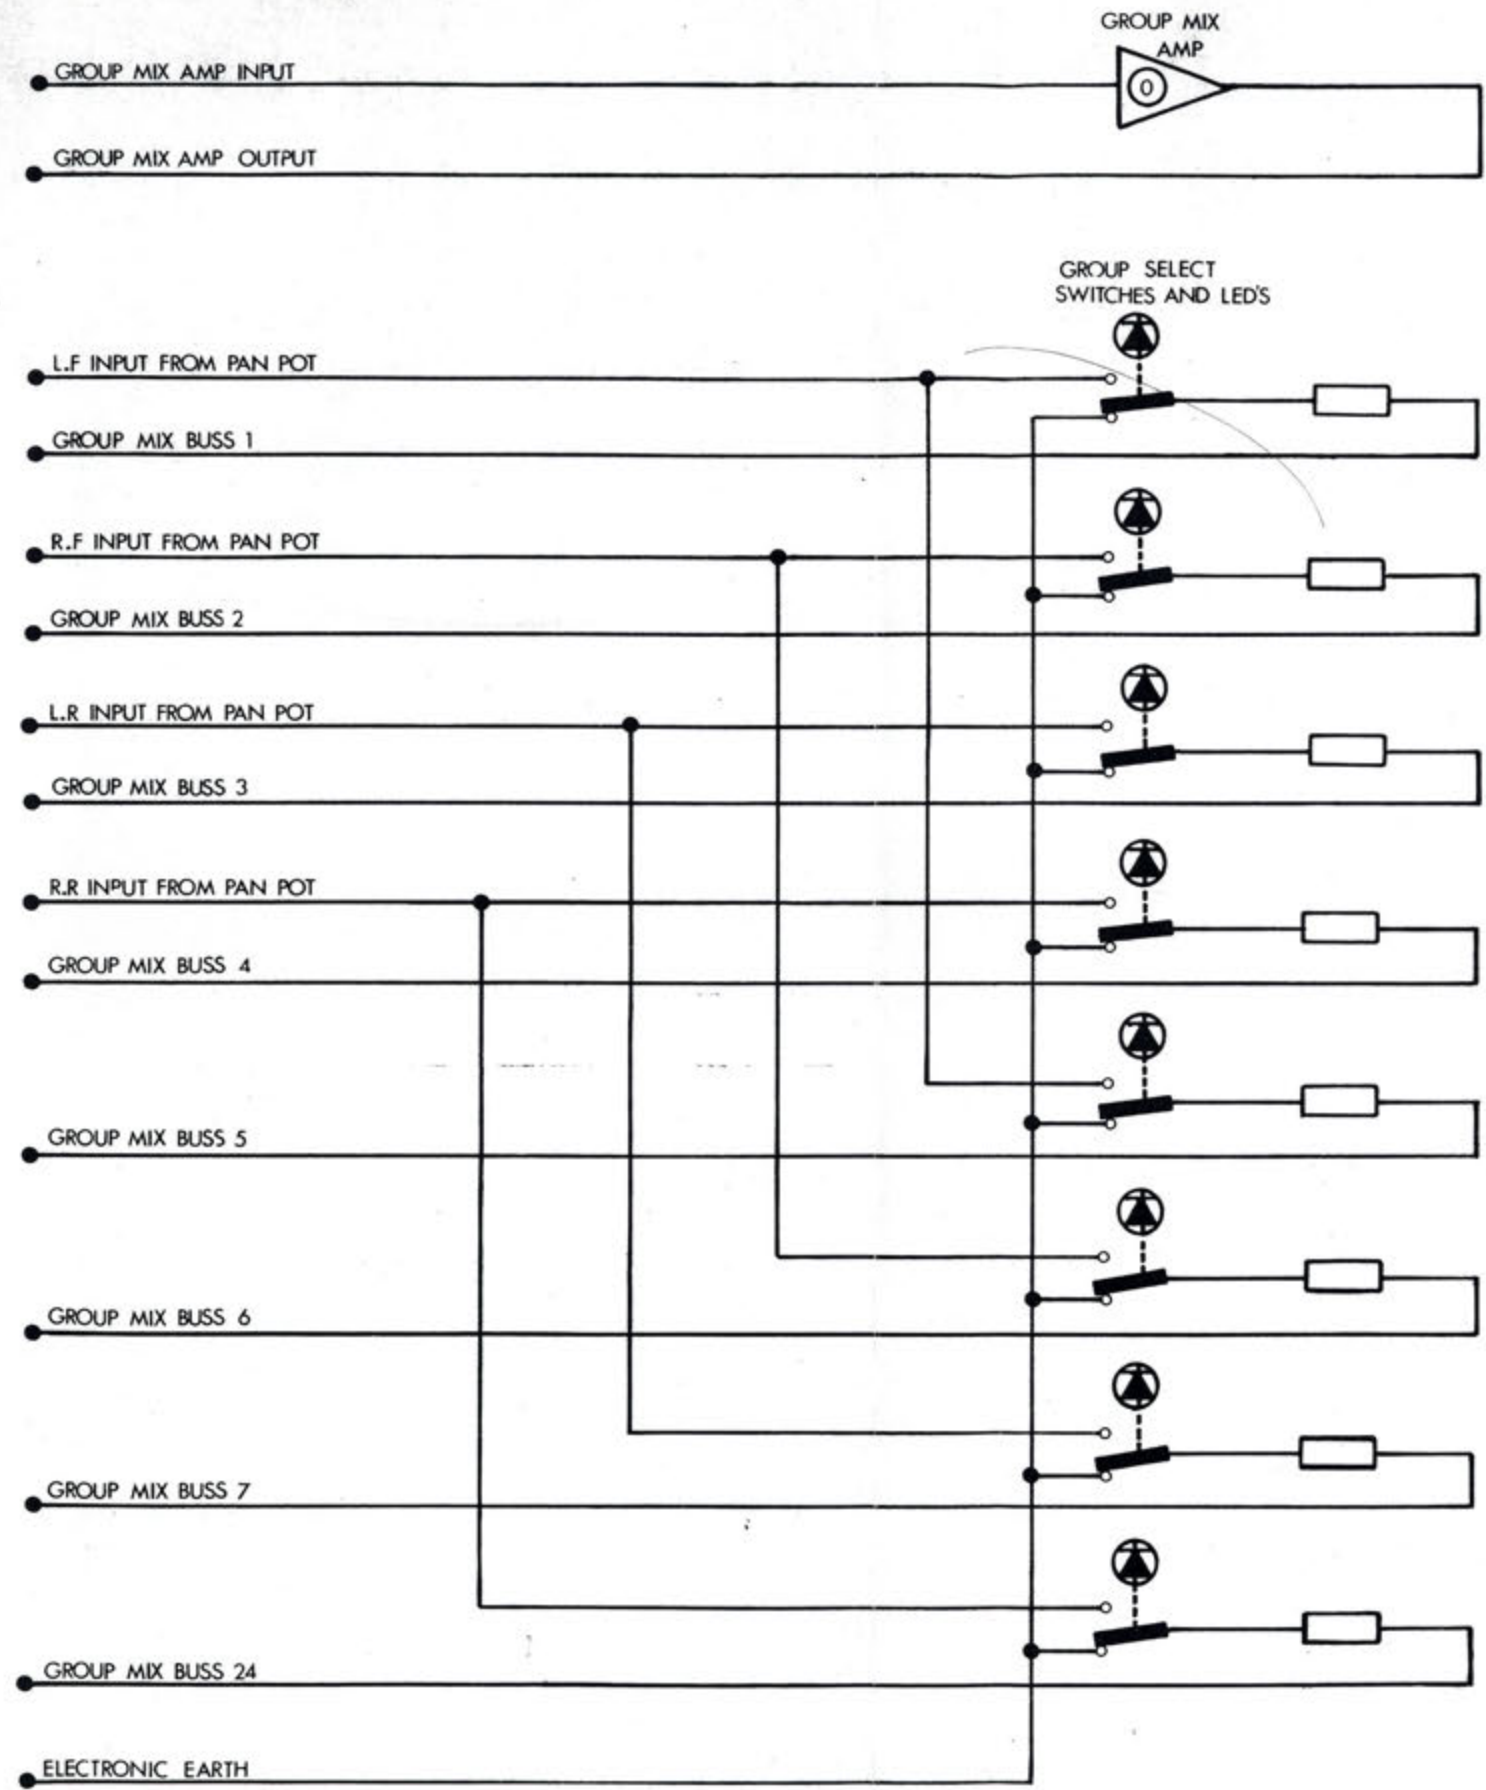 GROUP MIX
AMP
GROUP MIX AMP INPUT
O
GROUP MIX AMP OUTPUT
GROUP SELECT
SWITCHES AND LED'S
L.F INPUT FROM PAN POT
GROUP MIX BUSS 1
R.F INPUT FROM PAN POT
GROUP MIX BUSS 2
L.R INPUT FROM PAN POT
GROUP MIX BUSS 3
R.R INPUT FROM PAN POT
GROUP MIX BUSS 4
GROUP MIX BUSS 5
GROUP MIX BUSS 6
GROUP MIX BUSS 7
GROUP MIX BUSS 24
ELECTRONIC EARTH